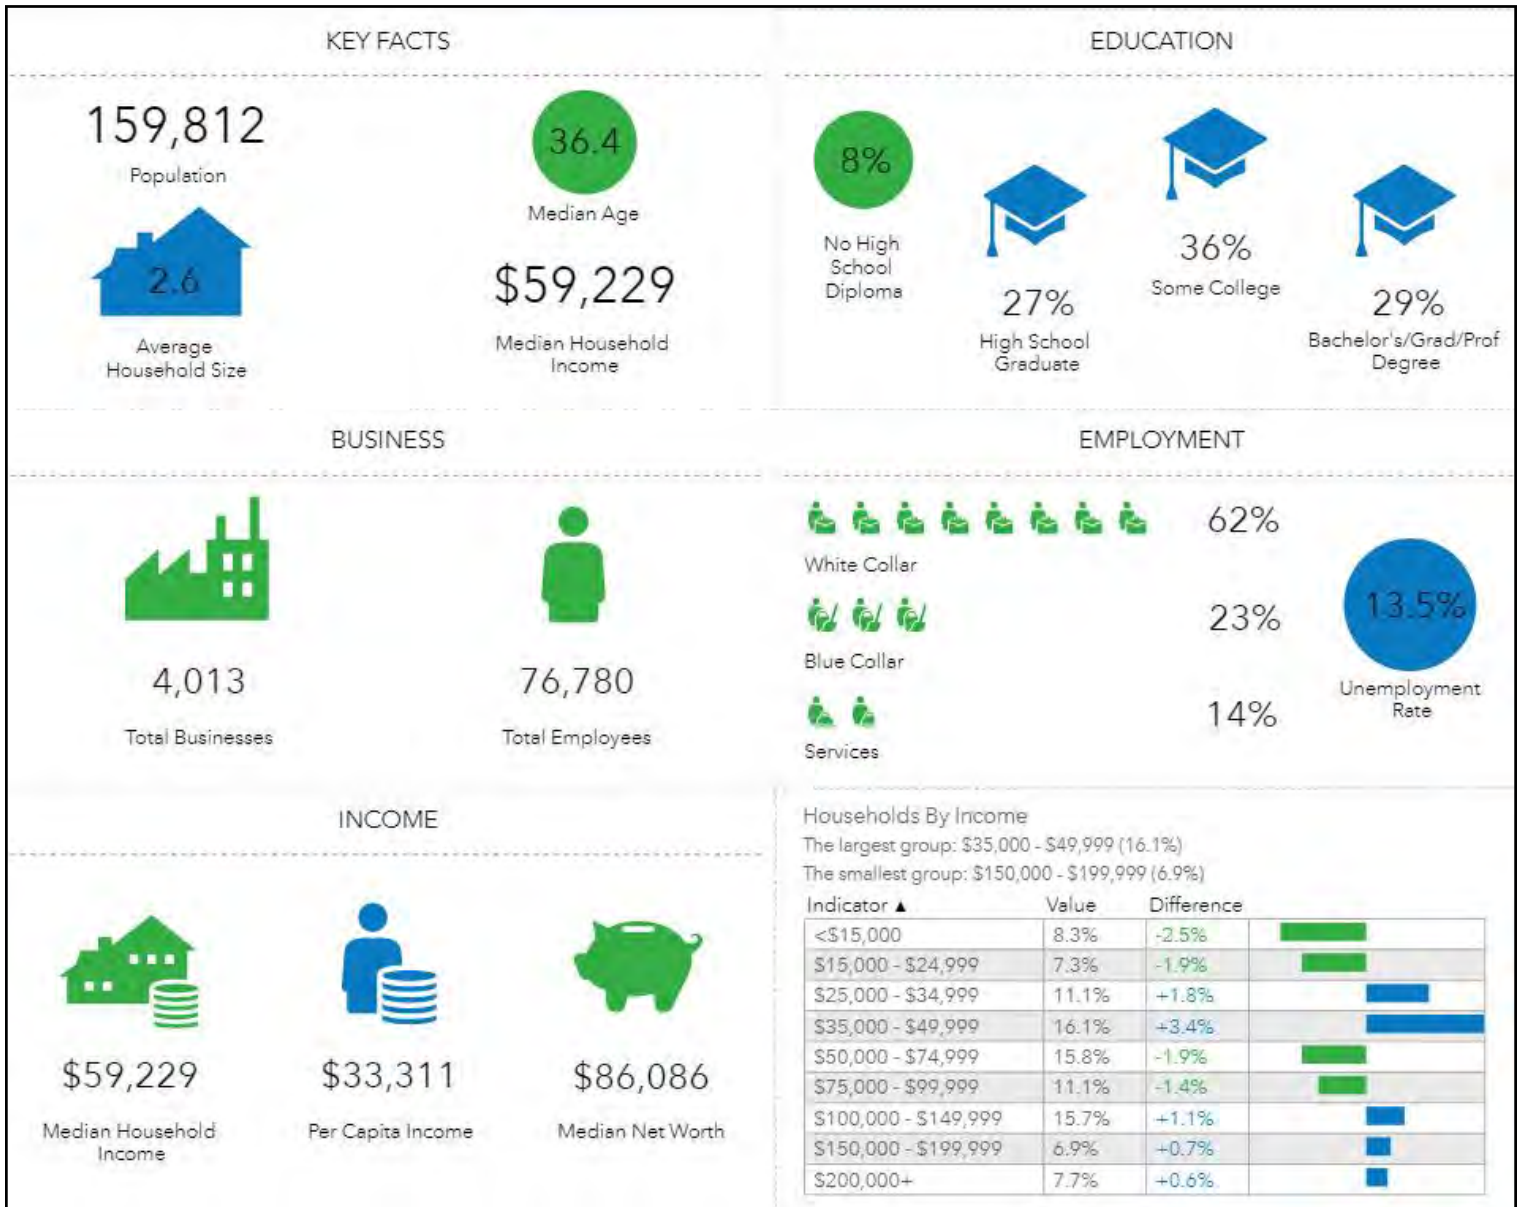 KEY FACTS
159,812
Population
36.4
Median Age
2.6
Average
Household Size
$59,229
Median Household
Income
EDUCATION
8%
No High
School
Diploma
27%
High School
Graduate
36%
Some College
29%
Bachelor's/Grad/Prof
Degree
BUSINESS
4,013
Total Businesses
76,780
Total Employees
EMPLOYMENT
62%
White Collar
23%
Blue Collar
14%
Services
13.5%
Unemployment
Rate
INCOME
$59,229
Median Household
Income
$33,311
Per Capita Income
$86,086
Median Net Worth
Households By Income
The largest group: $35,000 - $49,999 (16.1%)
The smallest group: $150,000 - $199,999 (6.9%)
Indicator ▲ Value Difference
<$15,000 8.3% -2.5%
$15,000 - $24,999 7.3% -1.9%
$25,000 - $34,999 11.1% +1.8%
$35,000 - $49,999 16.1% +3.4%
$50,000 - $74,999 15.8% -1.9%
$75,000 - $99,999 11.1% -1.4%
$100,000 - $149,999 15.7% +1.1%
$150,000 - $199,999 6.9% +0.7%
$200,000+ 7.7% +0.6%